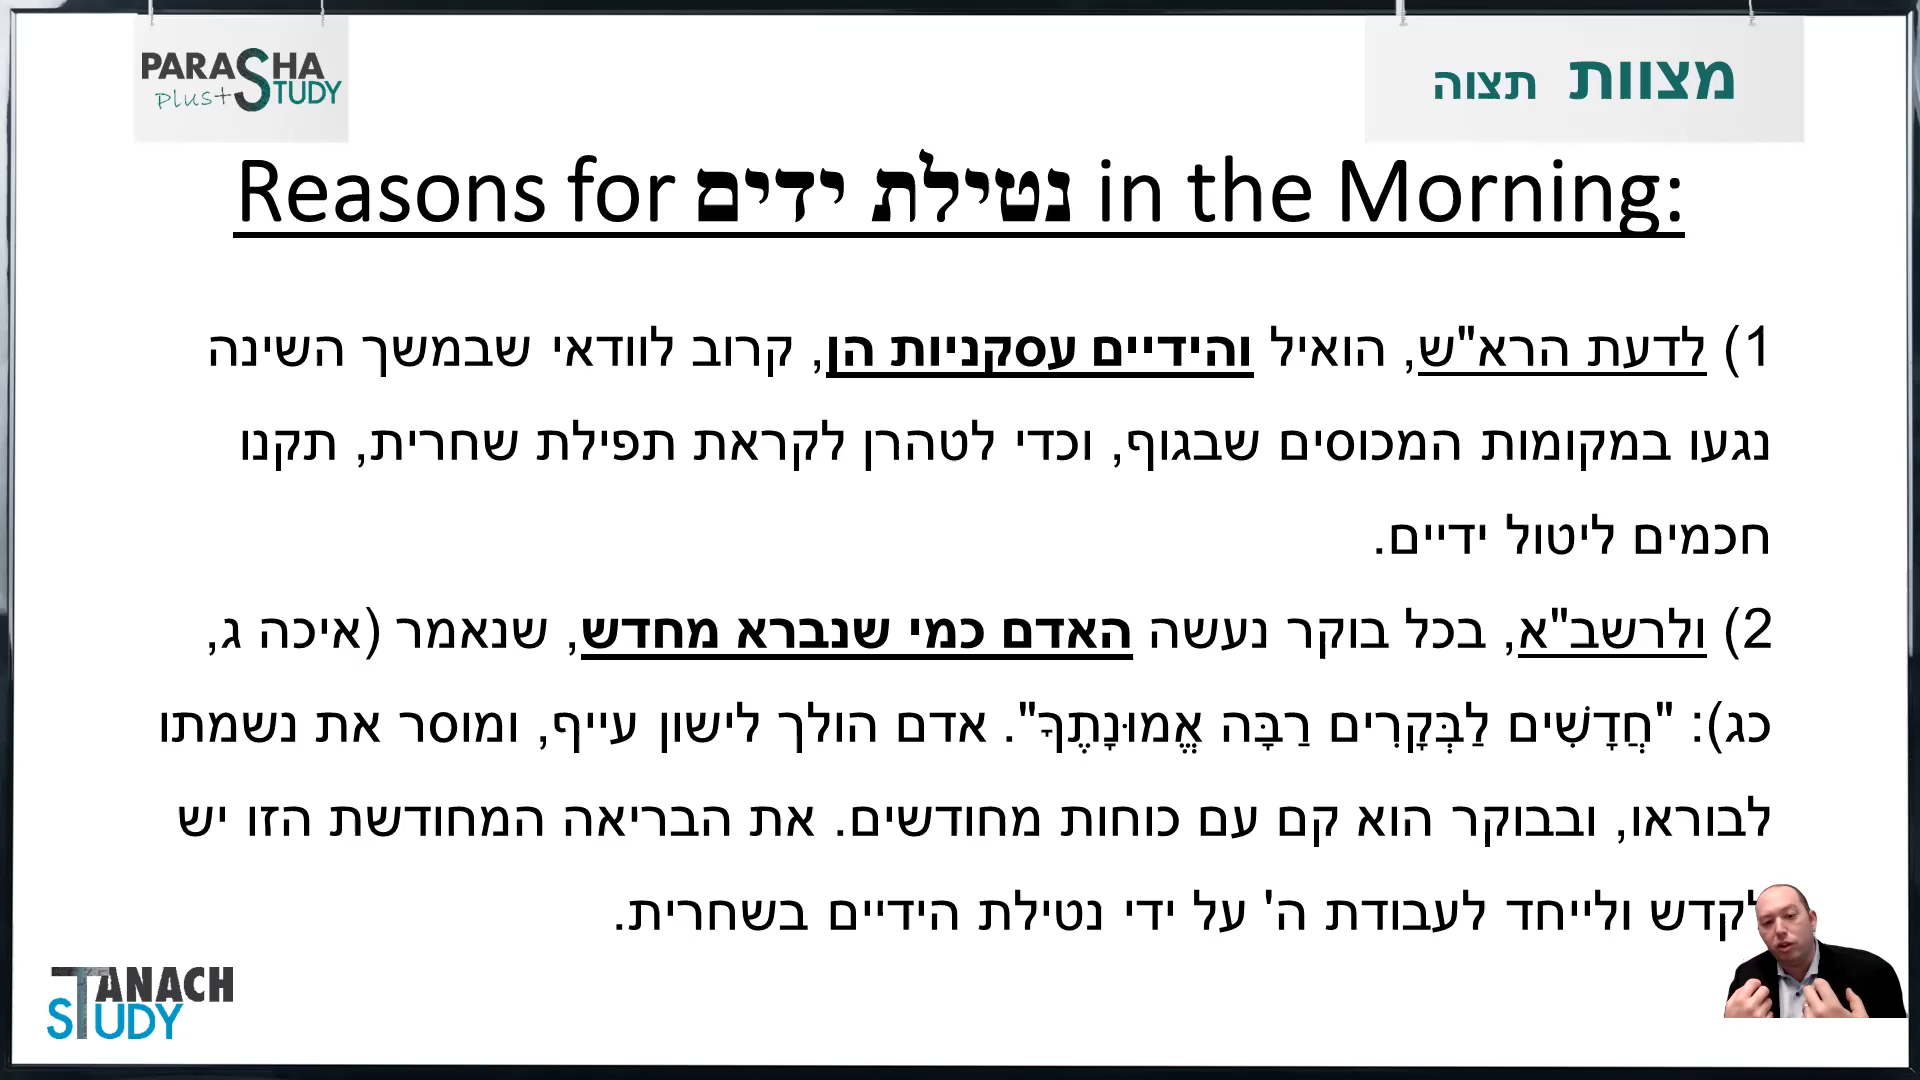 PARASHA
plus+ STUDY
מצוות תצוה
Reasons for נטילת ידים in the Morning:
1) לדעת הרא"ש, הואיל והידיים עסקניות הן, קרוב לוודאי שבמשך השינה
נגעו במקומות המכוסים שבגוף, וכדי לטהרן לקראת תפילת שחרית, תקנו
חכמים ליטול ידיים.
2) ולרשב"א, בכל בוקר נעשה האדם כמי שנברא מחדש, שנאמר (איכה ג,
כג): "חֲדָשִׁים לַבְּקָרִים רַבָּה אֱמוּנָתֶךָ". אדם הולך לישון עייף, ומוסר את נשמתו
לבוראו, ובבוקר הוא קם עם כוחות מחודשים. את הבריאה המחודשת הזו יש
לקדש ולייחד לעבודת ה' על ידי נטילת הידיים בשחרית.
TANACH
STUDY